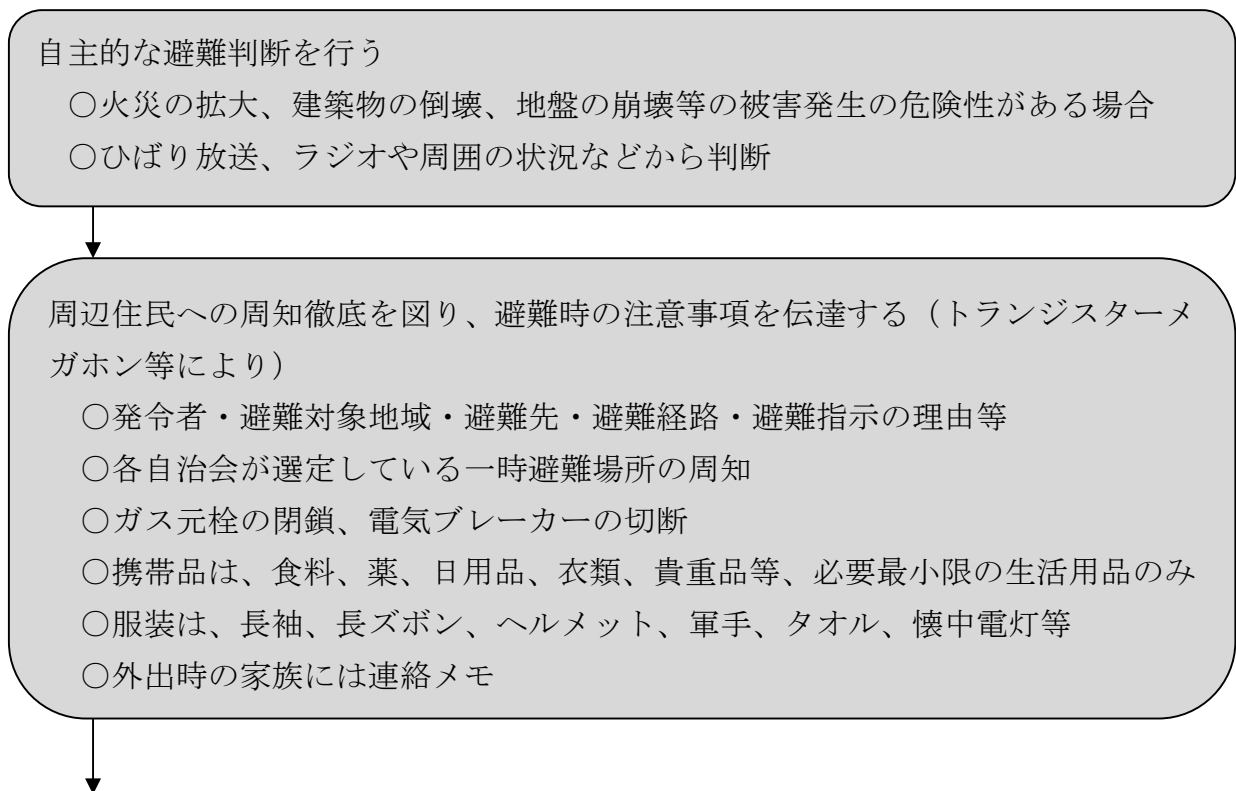 自主的な避難判断を行う
○火災の拡大、建築物の倒壊、地盤の崩壊等の被害発生の危険性がある場合
○ひばり放送、ラジオや周囲の状況などから判断
周辺住民への周知徹底を図り、避難時の注意事項を伝達する（トランジスターメ
ガホン等により）
○発令者・避難対象地域・避難先・避難経路・避難指示の理由等
○各自治会が選定している一時避難場所の周知
○ガス元栓の閉鎖、電気ブレーカーの切断
○携帯品は、食料、薬、日用品、衣類、貴重品等、必要最小限の生活用品のみ
○服装は、長袖、長ズボン、ヘルメット、軍手、タオル、懐中電灯等
○外出時の家族には連絡メモ